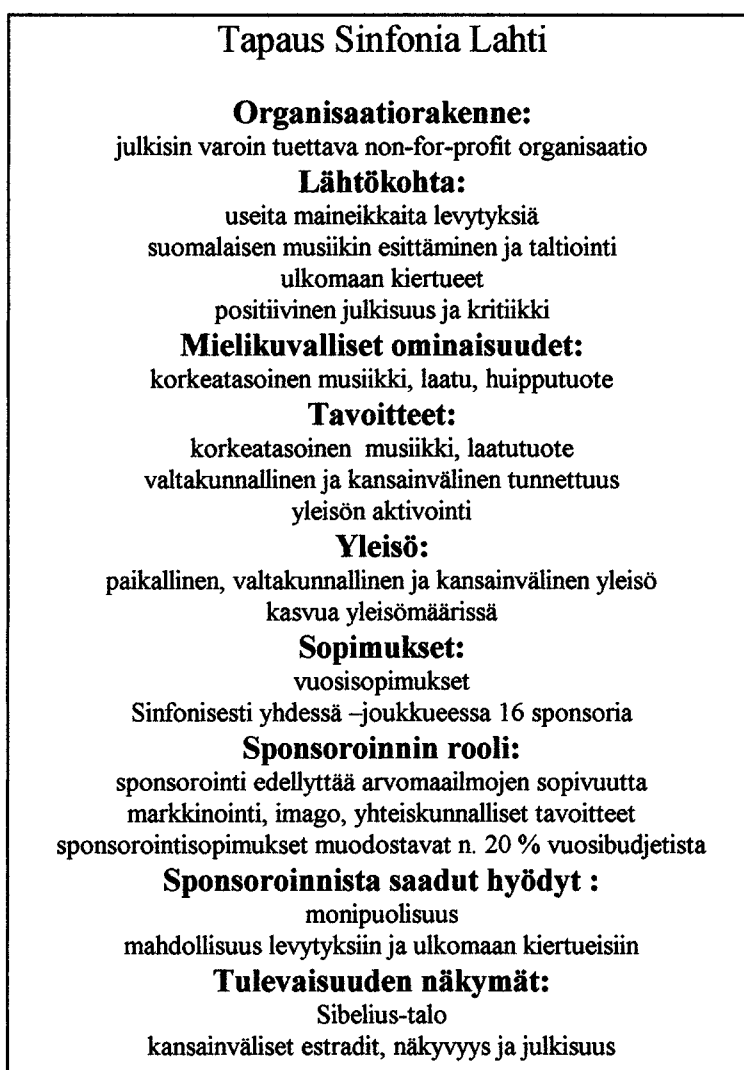 Tapaus Sinfonia Lahti
Organisaatiorakenne:
julkisin varoin tuettava non-for-profit organisaatio
Lähtökohta:
useita maineikkaita levytyksiä
suomalaisen musiikin esittäminen ja taltiointi
ulkomaan kiertueet
positiivinen julkisuus ja kritiikki
Mielikuvalliset ominaisuudet:
korkeatasoinen musiikki, laatu, huipputuote
Tavoitteet:
korkeatasoinen musiikki, laatutuote
valtakunnallinen ja kansainvälinen tunnettuus
yleisön aktivointi
Yleisö:
paikallinen, valtakunnallinen ja kansainvälinen yleisö
kasvua yleisömäärissä
Sopimukset:
vuosisopimukset
Sinfonisesti yhdessä –joukkueessa 16 sponsoria
Sponsoroinnin rooli:
sponsorointi edellyttää arvomaailmojen sopivuutta
markkinointi, imago, yhteiskunnalliset tavoitteet
sponsorointisopimukset muodostavat n. 20 % vuosibudjetista
Sponsoroinnista saadut hyödyt :
monipuolisuus
mahdollisuus levytyksiin ja ulkomaan kiertueisiin
Tulevaisuuden näkymät:
Sibelius-talo
kansainväliset estradit, näkyvyys ja julkisuus